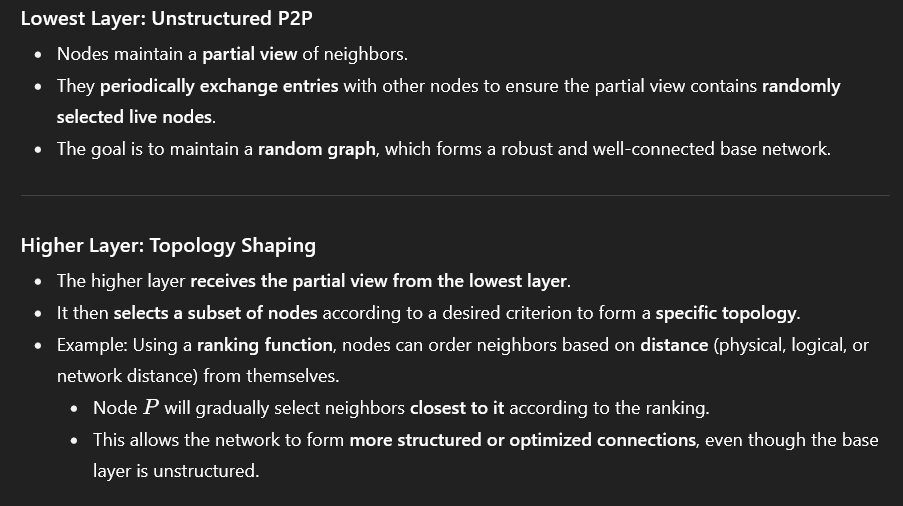 Lowest Layer: Unstructured P2P
• Nodes maintain a partial view of neighbors.
• They periodically exchange entries with other nodes to ensure the partial view contains randomly
selected live nodes.
• The goal is to maintain a random graph, which forms a robust and well-connected base network.
Higher Layer: Topology Shaping
• The higher layer receives the partial view from the lowest layer.
• It then selects a subset of nodes according to a desired criterion to form a specific topology.
• Example: Using a ranking function, nodes can order neighbors based on distance (physical, logical, or
network distance) from themselves.
• Node P will gradually select neighbors closest to it according to the ranking.
• This allows the network to form more structured or optimized connections, even though the base
layer is unstructured.